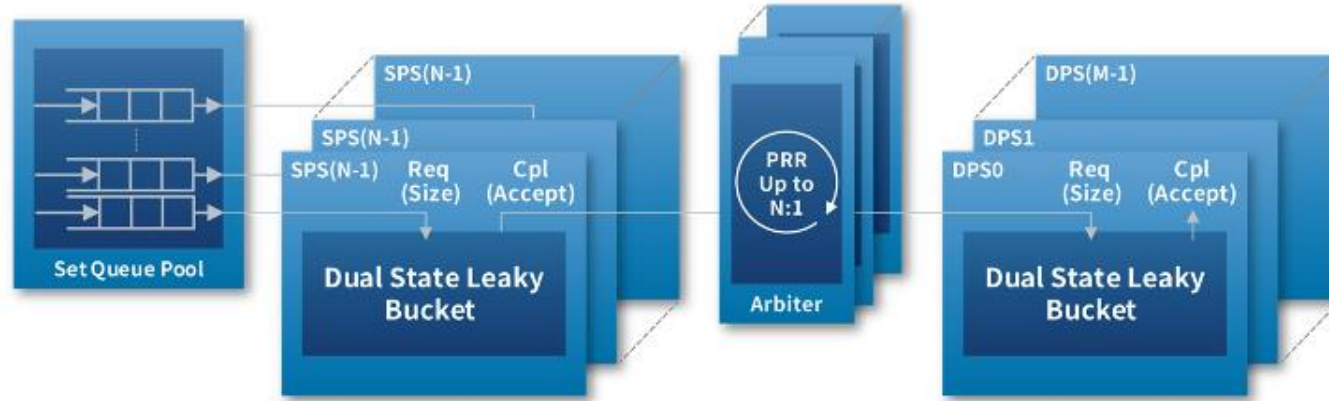 Set Queue Pool
SPS(N-1)
SPS(N-1)
SPS(N-1)
Req
(Size)
Cpl
(Accept)
Dual State Leaky
Bucket
PRR
Up to
N:1
Arbiter
DPS(M-1)
DPS1
DPS0
Req
(Size)
Cpl
(Accept)
Dual State Leaky
Bucket